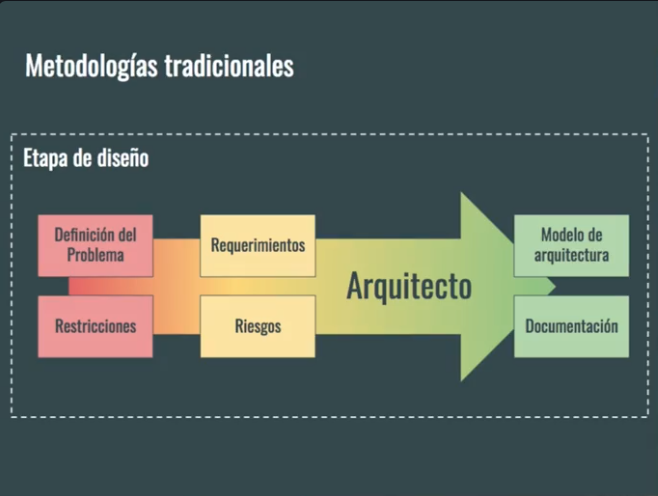 Metodologías tradicionales
Etapa de diseño
Definición del
Problema
Requerimientos
Modelo de
arquitectura
Arquitecto
Restricciones
Riesgos
Documentación